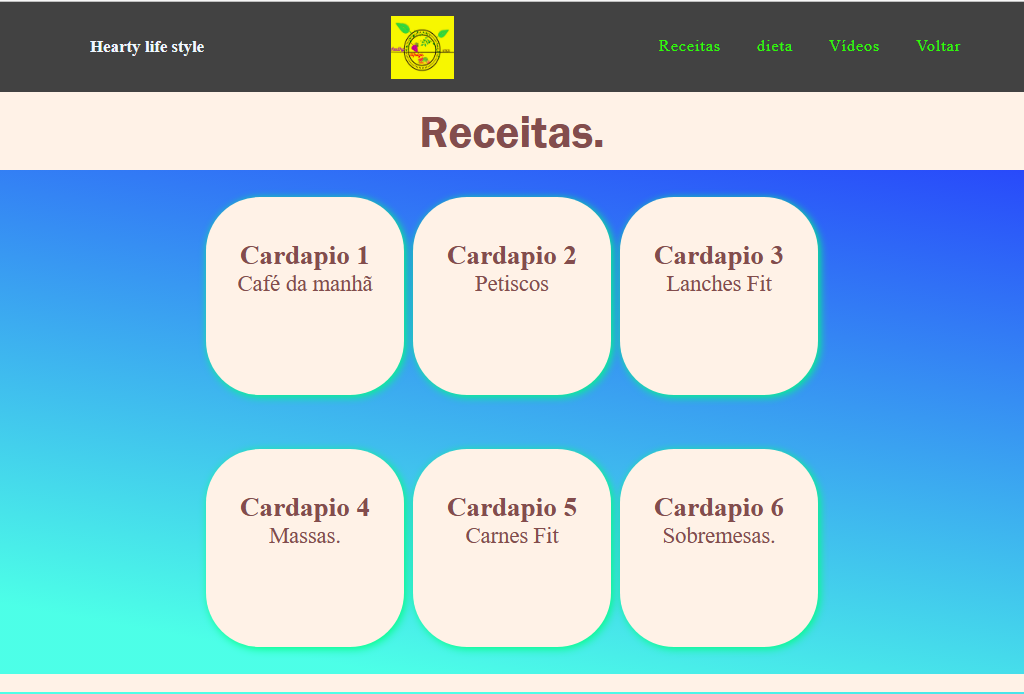 Hearty life style
Receitas dieta Vídeos Voltar
Receitas.
Cardapio 1
Café da manhã
Cardapio 2
Petiscos
Cardapio 3
Lanches Fit
Cardapio 4
Massas.
Cardapio 5
Carnes Fit
Cardapio 6
Sobremesas.